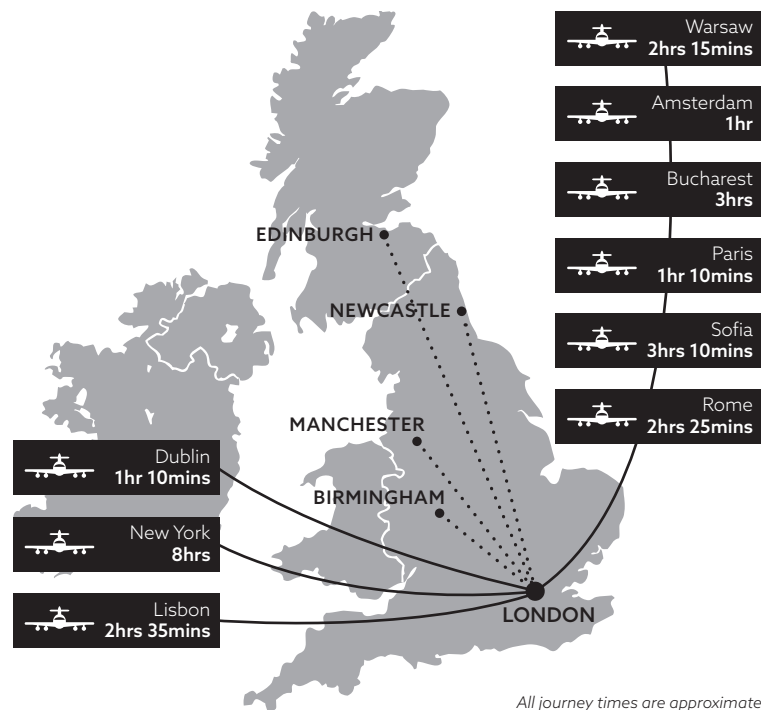 Warsaw
2hrs 15mins
Amsterdam
1hr
Bucharest
3hrs
Paris
1hr 10mins
Sofia
3hrs 10mins
Rome
2hrs 25mins
EDINBURGH
NEWCASTLE
MANCHESTER
BIRMINGHAM
Dublin
1hr 10mins
New York
8hrs
Lisbon
2hrs 35mins
LONDON
All journey times are approximate